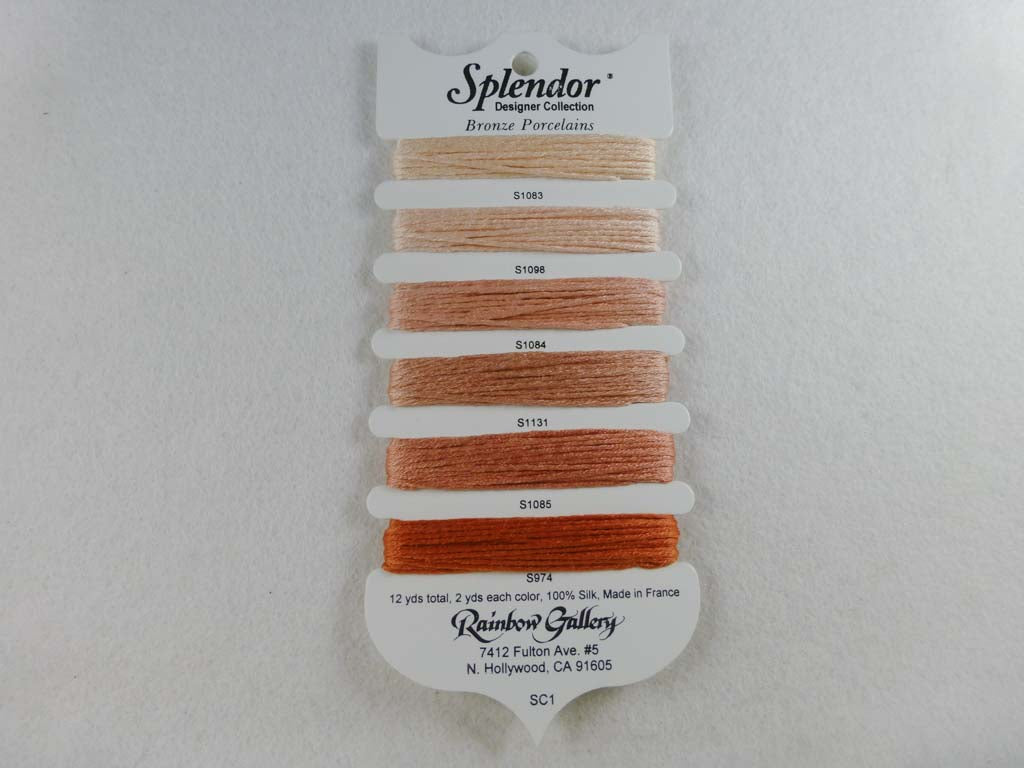 Splendor ®
Designer Collection
Bronze Porcelains
S1083
S1098
S1084
S1131
S1085
S974
12 yds total, 2 yds each color, 100% Silk, Made in France
Rainbow Gallery
7412 Fulton Ave. #5
N. Hollywood, CA 91605
SC1